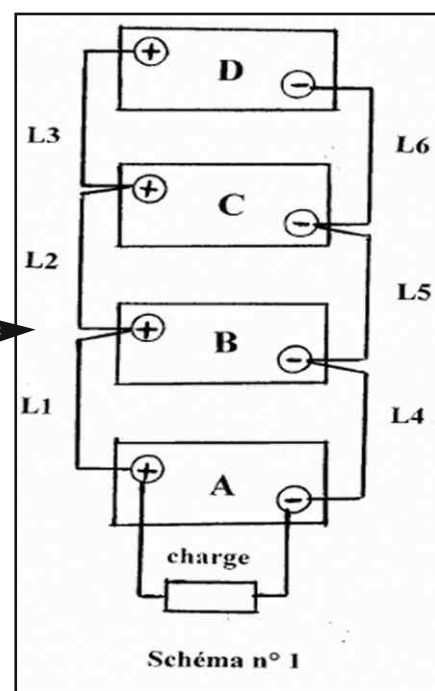 +
D
-
L3
L6
+
C
-
L2
L5
+
B
-
L1
L4
+
A
-
charge
Schéma n° 1